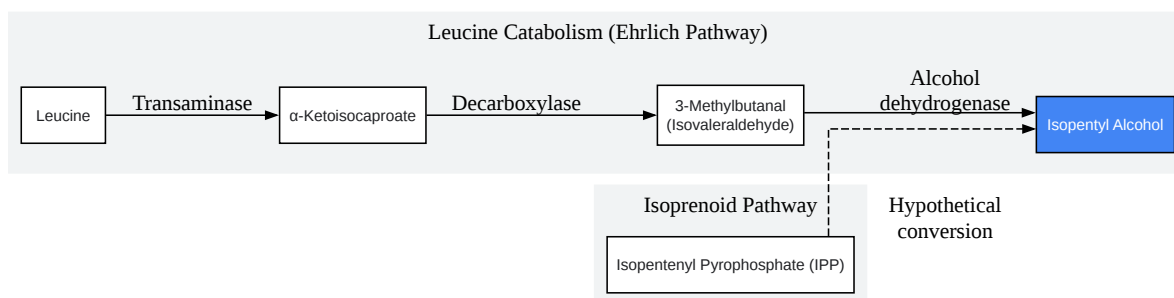 Leucine Catabolism (Ehrlich Pathway)
Leucine
Transaminase
α-Ketoisocaproate
Decarboxylase
3-Methylbutanal
(Isovaleraldehyde)
Alcohol
dehydrogenase
Isopentyl Alcohol
Isoprenoid Pathway
Hypothetical
conversion
Isopentenyl Pyrophosphate (IPP)